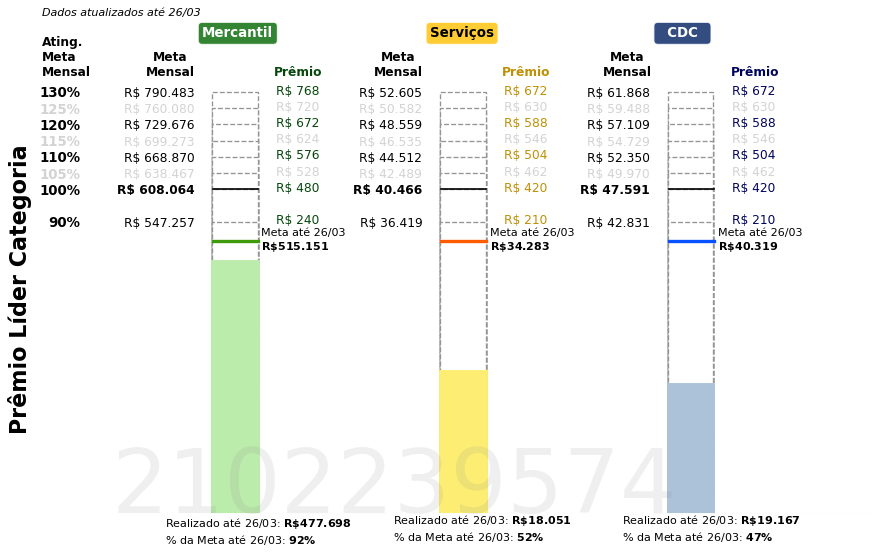 Dados atualizados até 26/03
Mercantil
Serviços
CDC
Ating.
Meta
Mensal
Meta
Mensal
Prêmio
Meta
Mensal
Prêmio
Meta
Mensal
Prêmio
130% R$ 790.483 R$ 768 R$ 52.605 R$ 672 R$ 61.868 R$ 672
125% R$ 760.080 R$ 720 R$ 50.582 R$ 630 R$ 59.488 R$ 630
120% R$ 729.676 R$ 672 R$ 48.559 R$ 588 R$ 57.109 R$ 588
115% R$ 699.273 R$ 624 R$ 46.535 R$ 546 R$ 54.729 R$ 546
110% R$ 668.870 R$ 576 R$ 44.512 R$ 504 R$ 52.350 R$ 504
105% R$ 638.467 R$ 528 R$ 42.489 R$ 462 R$ 49.970 R$ 462
100% R$ 608.064 R$ 480 R$ 40.466 R$ 420 R$ 47.591 R$ 420
90% R$ 547.257 R$ 240 R$ 36.419 R$ 210 R$ 42.831 R$ 210
Meta até 26/03
R$515.151
Meta até 26/03
R$34.283
Meta até 26/03
R$40.319
Prêmio Líder Categoria
2102239574
Realizado até 26/03: R$477.698
% da Meta até 26/03: 92%
Realizado até 26/03: R$18.051
% da Meta até 26/03: 52%
Realizado até 26/03: R$19.167
% da Meta até 26/03: 47%